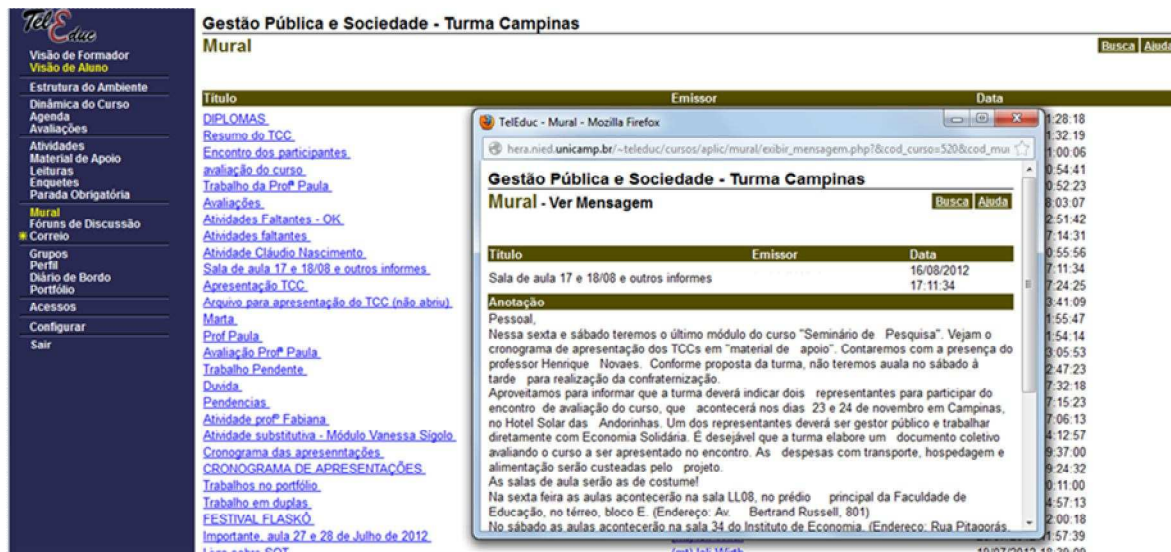 TelEduc
Visão de Formador
Visão de Aluno
Estrutura do Ambiente
Dinâmica do Curso
Agenda
Avaliações
Atividades
Material de Apoio
Leituras
Enquetes
Parada Obrigatória
Mural
Fóruns de Discussão
Correio
Grupos
Perfil
Diário de Bordo
Portfólio
Acessos
Configurar
Sair
Gestão Pública e Sociedade - Turma Campinas
Mural
Busca Ajuda
Título Emissor Data
DIPLOMAS 1:28:18
Resumo do TCC 1:32:19
Encontro dos participantes 1:00:06
avaliação do curso 0:54:41
Trabalho da Profª Paula 0:52:23
Avaliações 8:03:07
Atividades Faltantes - OK 2:51:42
Atividades faltantes 7:14:31
Atividade Cláudio Nascimento 0:55:56
Sala de aula 17 e 18/08 e outros informes 7:11:34
Apresentação TCC 7:24:25
Arquivo para apresentação do TCC (não abriu) 3:41:09
Marta 1:55:47
Prof Paula 1:54:14
Avaliação Profª Paula 3:05:53
Trabalho Pendente 2:47:23
Duvida 7:32:18
Pendencias 7:15:23
Atividade profª Fabiana 7:06:13
Atividade substitutiva - Módulo Vanessa Sigolo 4:12:57
Cronograma das apresenntações 9:37:00
CRONOGRAMA DE APRESENTAÇÕES 9:24:32
Trabalhos no portfólio 0:11:00
Trabalho em duplas 4:57:13
FESTIVAL FLASKÔ 2:00:18
Importante, aula 27 e 28 de Julho de 2012 1:57:39
19/07/2012 18:39:09
TelEduc - Mural - Mozilla Firefox
hera.nied.unicamp.br/~teleduc/cursos/aplic/mural/exibir_mensagem.php?&cod_curso=520&cod_mur
Gestão Pública e Sociedade - Turma Campinas
Mural - Ver Mensagem
Busca Ajuda
Título Emissor Data
Sala de aula 17 e 18/08 e outros informes 16/08/2012
17:11:34
Anotação
Pessoal,
Nessa sexta e sábado teremos o último módulo do curso "Seminário de Pesquisa". Vejam o
cronograma de apresentação dos TCCs em "material de apoio". Contaremos com a presença do
professor Henrique Novaes. Conforme proposta da turma, não teremos auala no sábado à
tarde para realização da confraternização.
Aproveitamos para informar que a turma deverá indicar dois representantes para participar do
encontro de avaliação do curso, que acontecerá nos dias 23 e 24 de novembro em Campinas,
no Hotel Solar das Andorinhas. Um dos representantes deverá ser gestor público e trabalhar
diretamente com Economia Solidária. É desejável que a turma elabore um documento coletivo
avaliando o curso a ser apresentado no encontro. As despesas com transporte, hospedagem e
alimentação serão custeadas pelo projeto.
As salas de aula serão as de costume!
Na sexta feira as aulas acontecerão na sala LL08, no prédio principal da Faculdade de
Educação, no térreo, bloco E. (Endereço: Av. Bertrand Russell, 801)
No sábado as aulas acontecerão na sala 34 do Instituto de Economia. (Endereço: Rua Pitágorás,